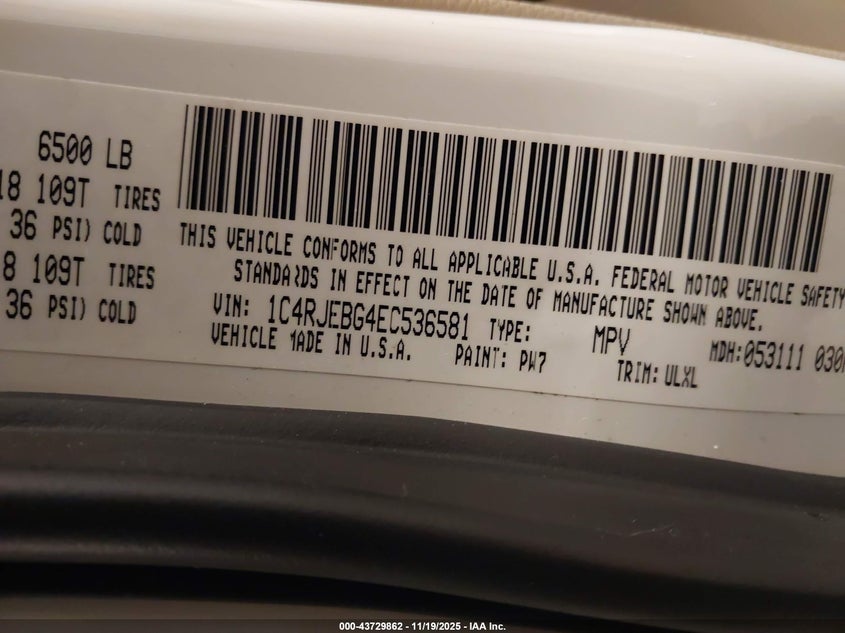 6500 LB
18 109T TIRES
36 PSI) COLD
8 109T TIRES
36 PSI) COLD
THIS VEHICLE CONFORMS TO ALL APPLICABLE U.S.A. FEDERAL MOTOR VEHICLE SAFETY
STANDARDS IN EFFECT ON THE DATE OF MANUFACTURE SHOWN ABOVE.
VIN: 1C4RJEBG4EC536581 TYPE: MPV MDH: 053111 030
VEHICLE MADE IN U.S.A. PAINT: PW7 TRIM: ULXL
000-43729862 - 11/19/2025 - IAA Inc.